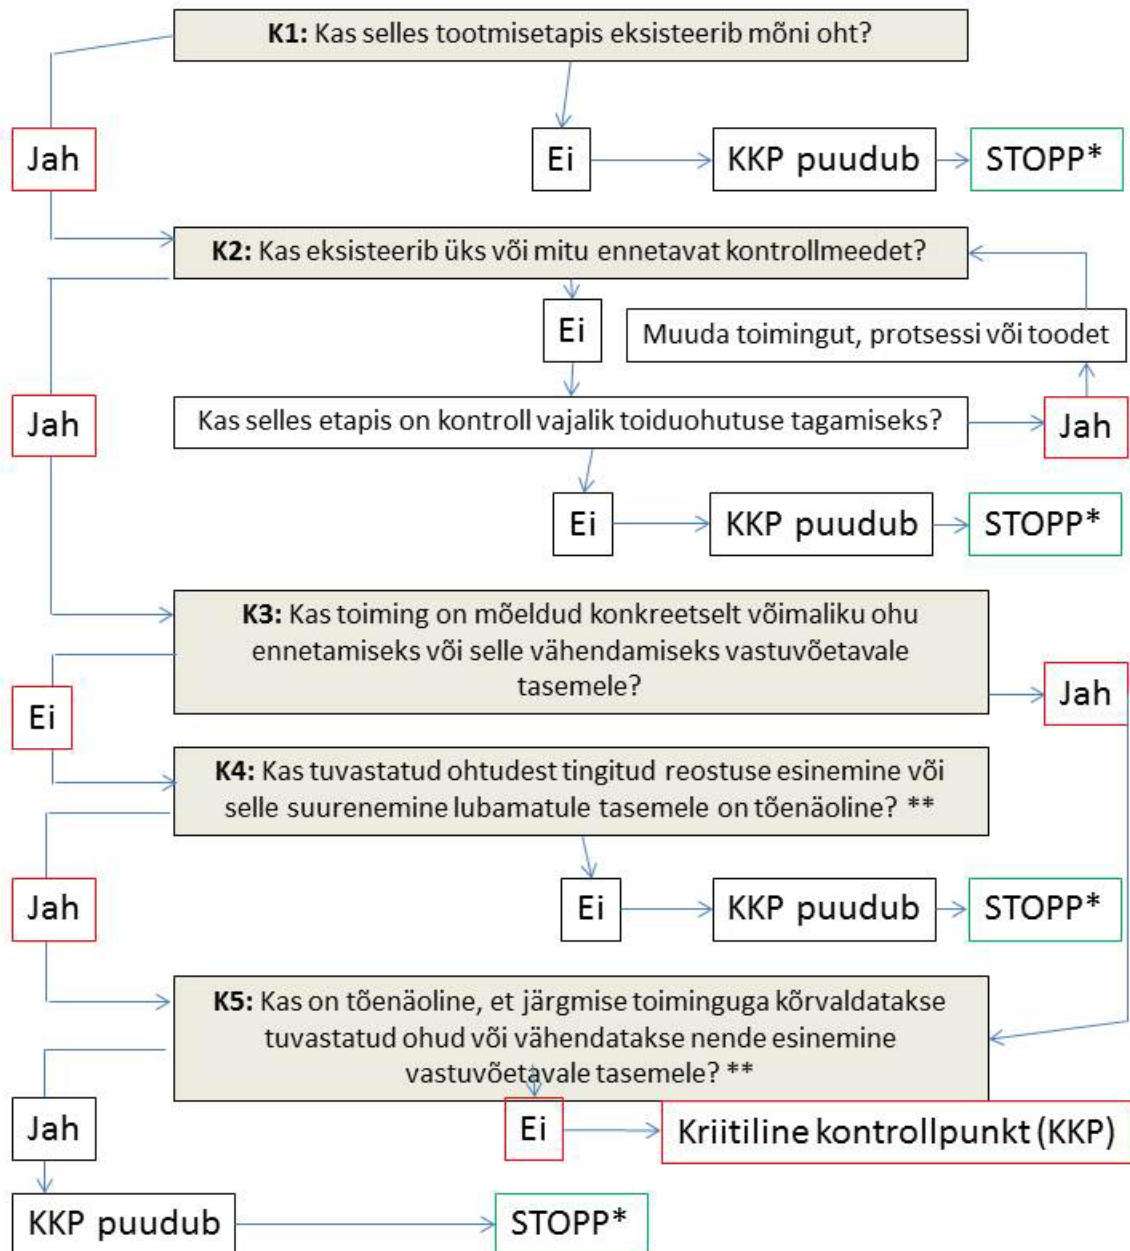 K1: Kas selles tootmisetapis eksisteerib mõni oht?
Jah
Ei
KKP puudub
STOPP*
K2: Kas eksisteerib üks või mitu ennetavat kontrollmeedet?
Ei
Muuda toimingut, protsessi või toodet
Jah
Kas selles etapis on kontroll vajalik toiduohutuse tagamiseks?
Jah
Ei
KKP puudub
STOPP*
K3: Kas toiming on mõeldud konkreetselt võimaliku ohu
ennetamiseks või selle vähendamiseks vastuvõetavale
tasemele?
Jah
Ei
K4: Kas tuvastatud ohtudest tingitud reostuse esinemine või
selle suurenemine lubamatule tasemele on tõenäoline? **
Jah
Ei
KKP puudub
STOPP*
K5: Kas on tõenäoline, et järgmise toiminguga kõrvaldatakse
tuvastatud ohud või vähendatakse nende esinemine
vastuvõetavale tasemele? **
Jah
Ei
Kriitiline kontrollpunkt (KKP)
KKP puudub
STOPP*